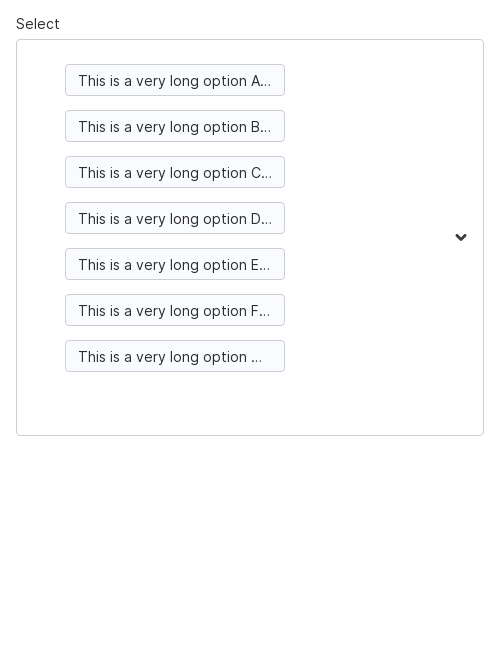 Select
This is a very long option A...
This is a very long option B...
This is a very long option C...
This is a very long option D...
This is a very long option E...
This is a very long option F...
This is a very long option ...